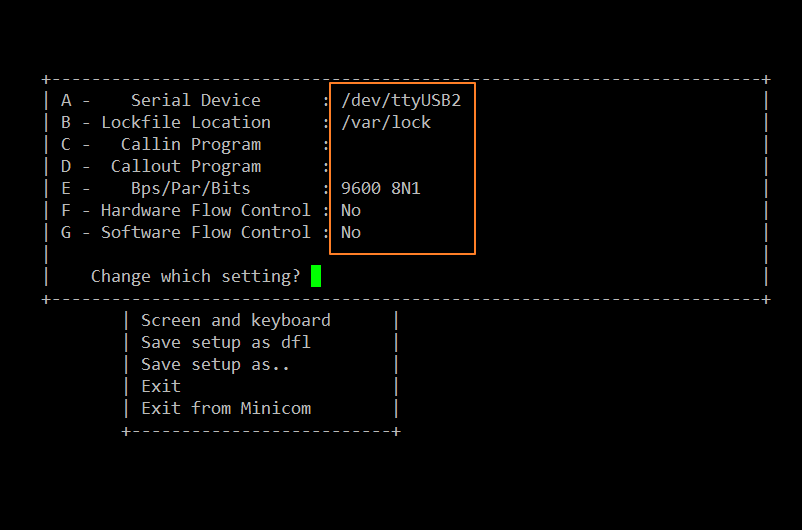 A - Serial Device : /dev/ttyUSB2
B - Lockfile Location : /var/lock
C - Callin Program :
D - Callout Program :
E - Bps/Par/Bits : 9600 8N1
F - Hardware Flow Control : No
G - Software Flow Control : No
Change which setting?
Screen and keyboard
Save setup as dfl
Save setup as..
Exit
Exit from Minicom